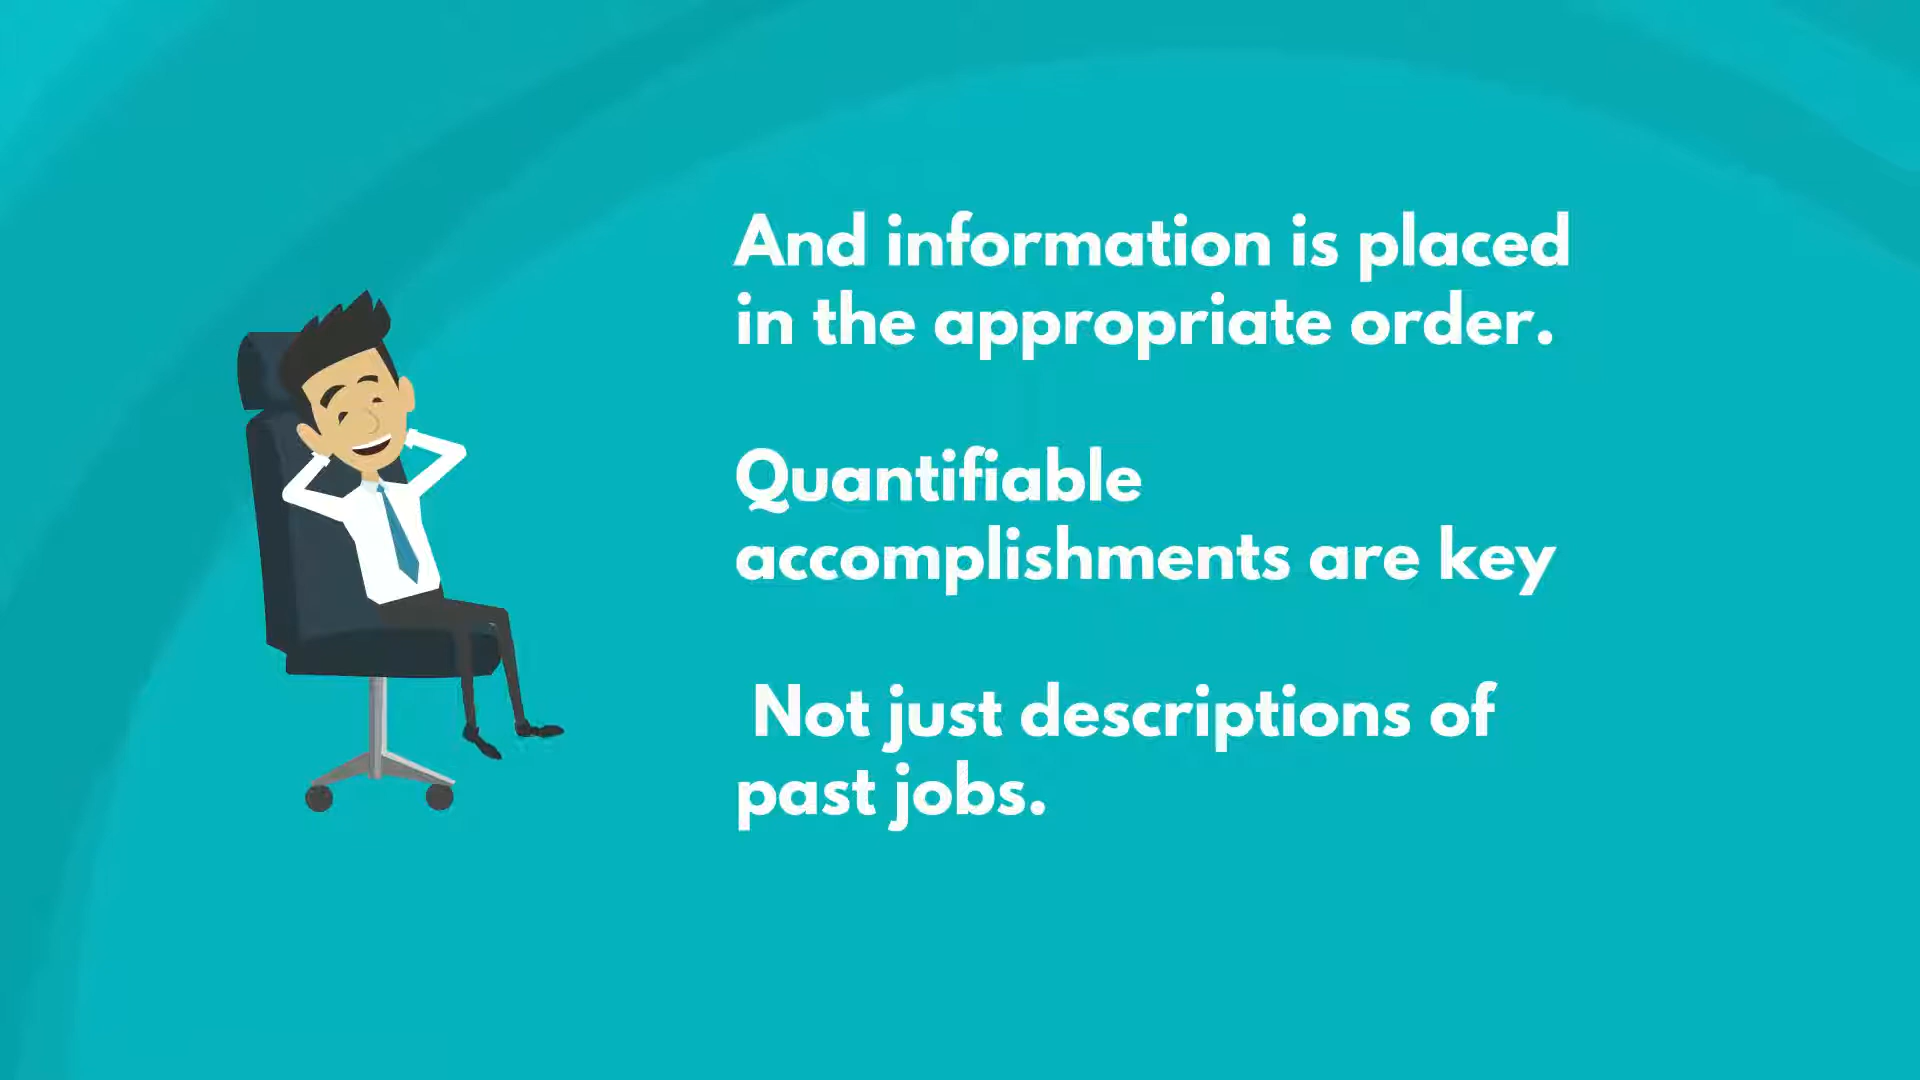 And information is placed
in the appropriate order.
Quantifiable
accomplishments are key
Not just descriptions of
past jobs.